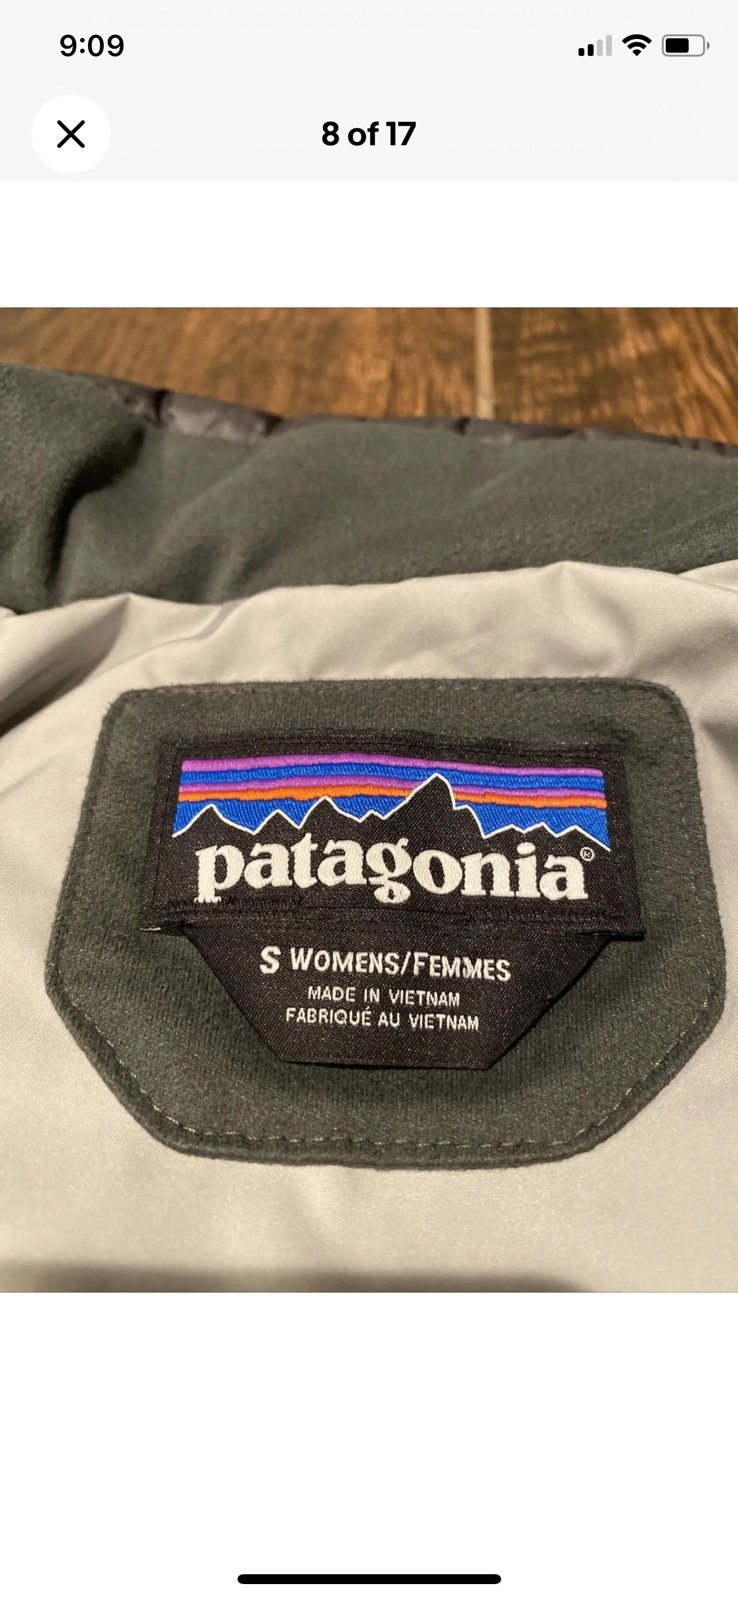 9:09
8 of 17
patagonia®
S WOMENS/FEMMES
MADE IN VIETNAM
FABRIQUÉ AU VIETNAM